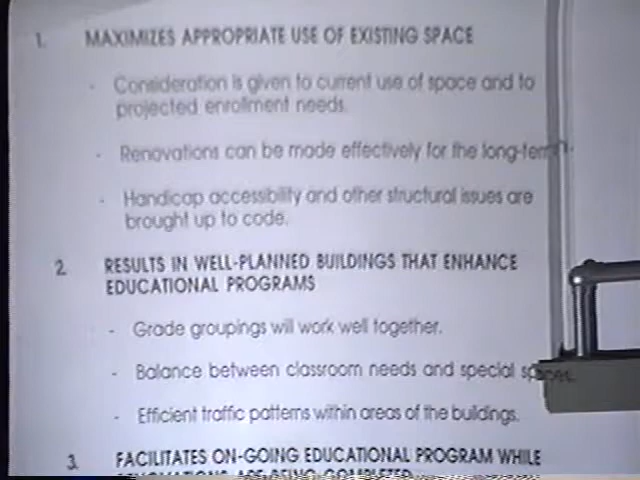 1. MAXIMIZES APPROPRIATE USE OF EXISTING SPACE
- Consideration is given to current use of space and to
projected enrollment needs.
- Renovations can be made effectively for the long-term.
- Handicap accessibility and other structural issues are
brought up to code.
2. RESULTS IN WELL-PLANNED BUILDINGS THAT ENHANCE
EDUCATIONAL PROGRAMS
- Grade groupings will work well together.
- Balance between classroom needs and special spaces.
- Efficient traffic patterns within areas of the buildings.
3. FACILITATES ON-GOING EDUCATIONAL PROGRAM WHILE
RENOVATIONS ARE BEING COMPLETED